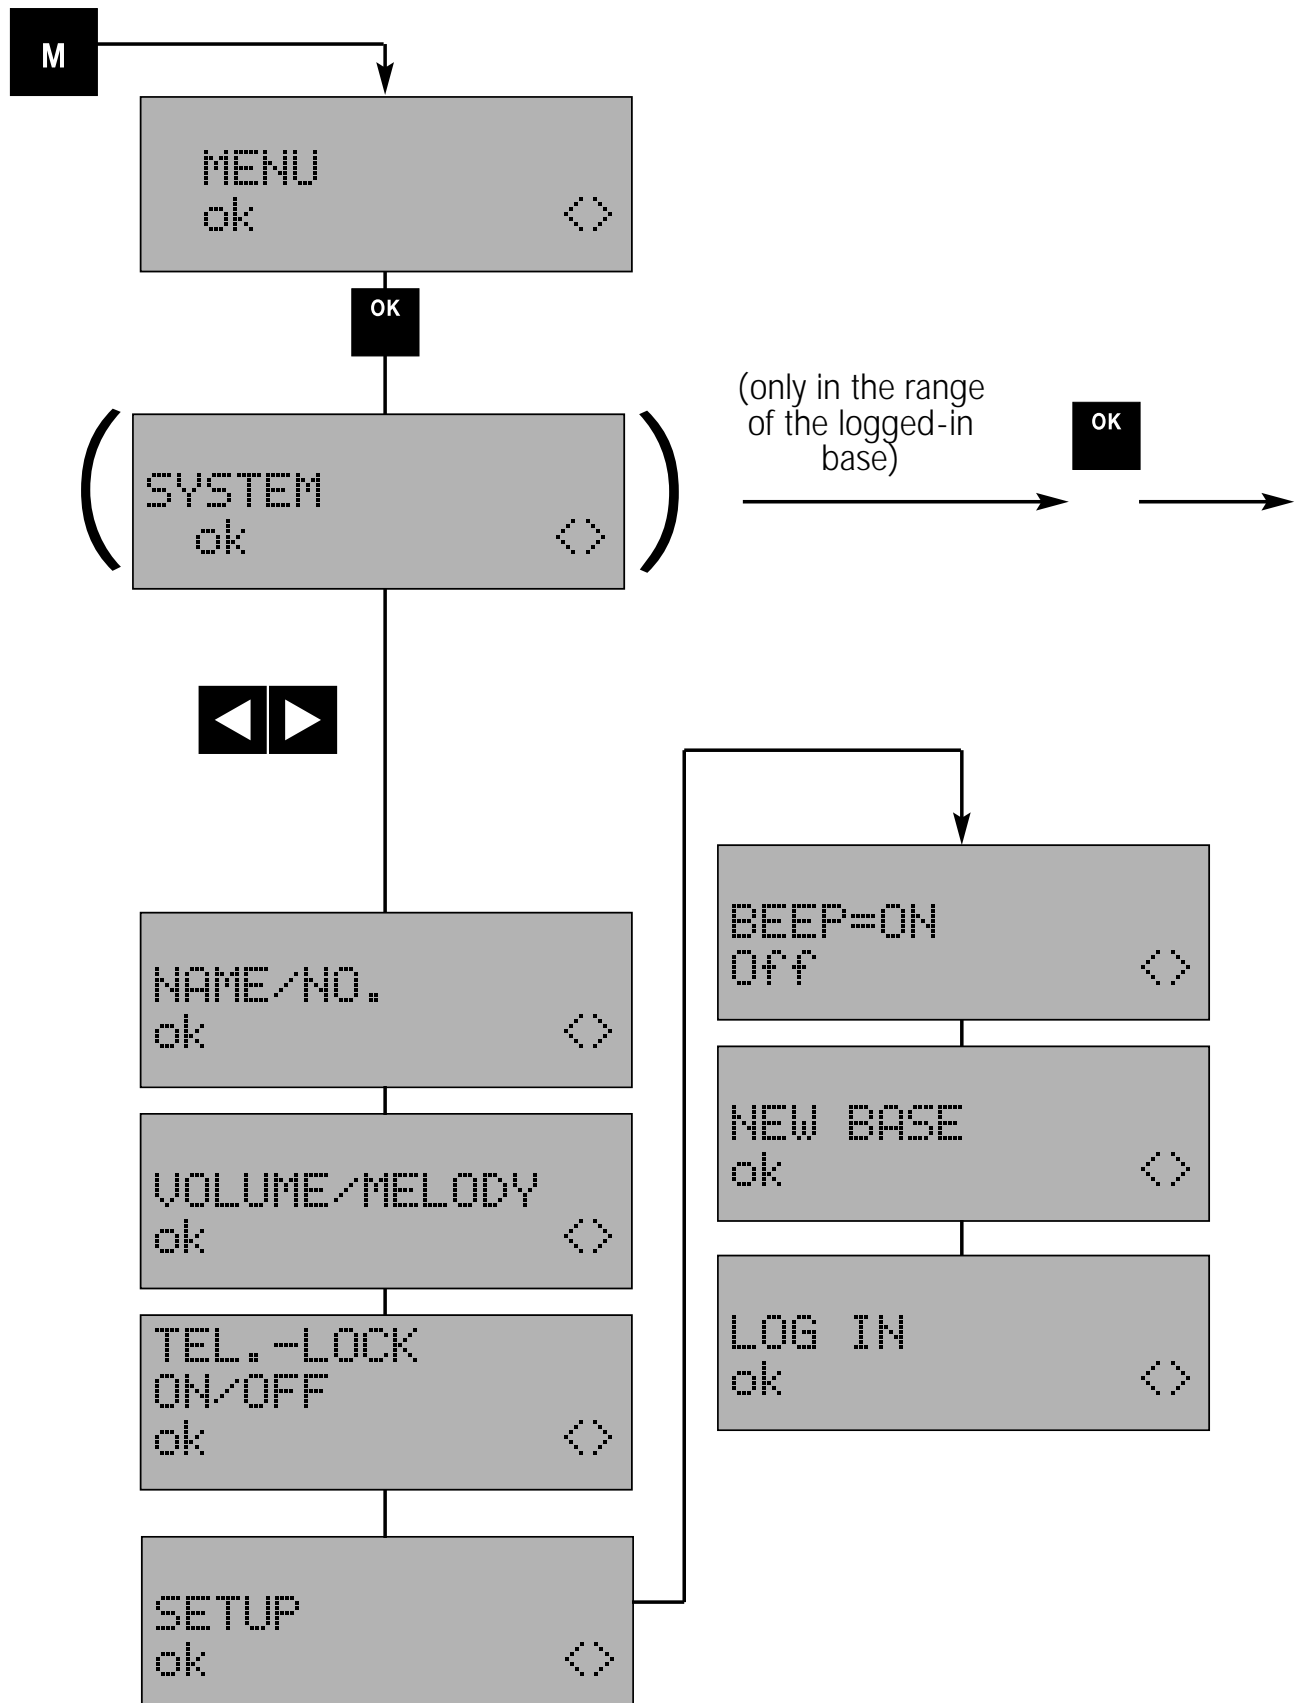 M
MENU
ok <>
OK
SYSTEM
ok <>
(only in the range
of the logged-in
base)
OK
NAME/NO.
ok <>
VOLUME/MELODY
ok <>
TEL.-LOCK
ON/OFF
ok <>
SETUP
ok <>
BEEP=ON
Off <>
NEW BASE
ok <>
LOG IN
ok <>